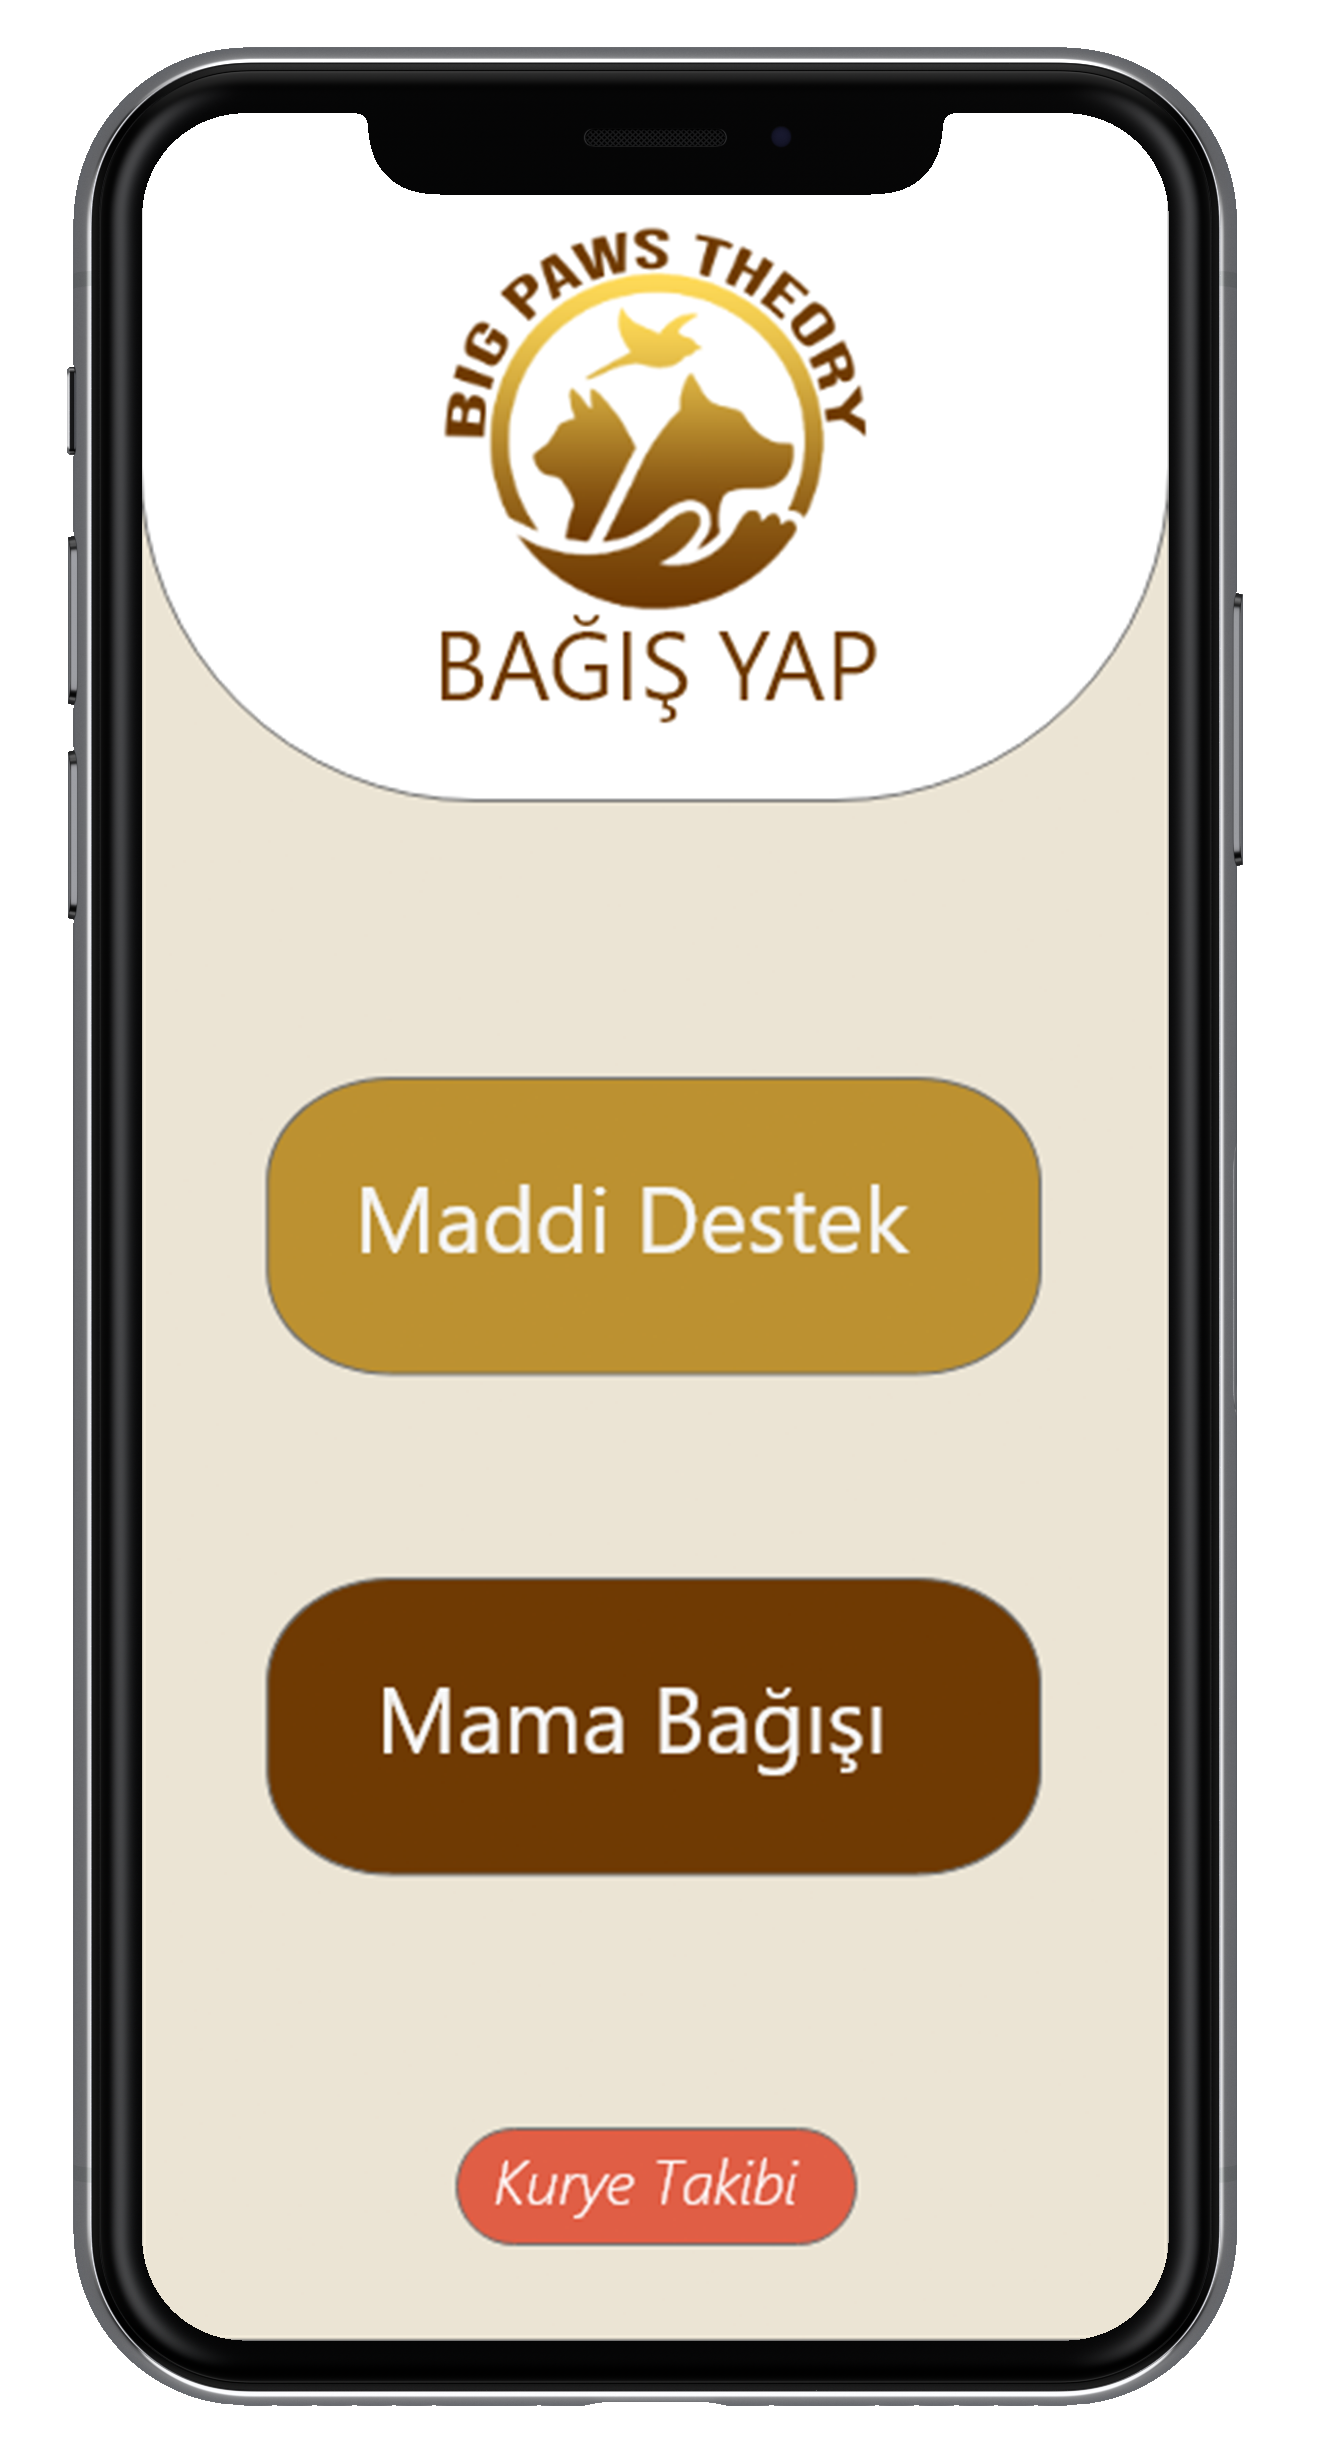 BIG PAWS THEORY
BAĞIŞ YAP
Maddi Destek
Mama Bağışı
Kurye Takibi